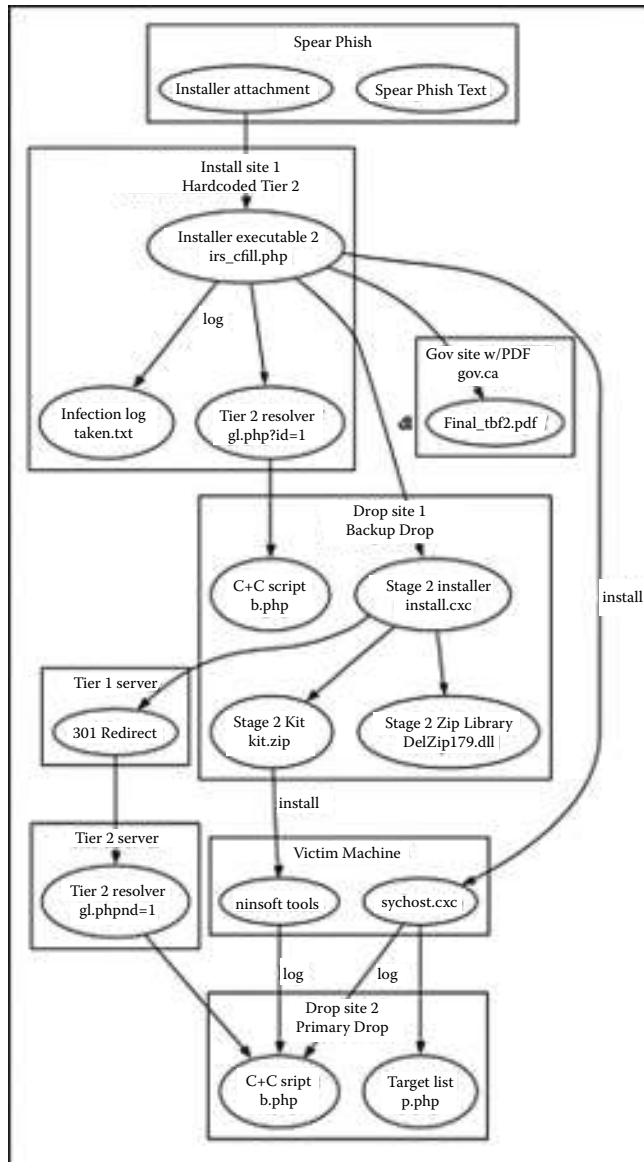 Spear Phish
Installer attachment
Spear Phish Text
Install site 1
Hardcoded Tier 2
Installer executable 2
irs_cfill.php
log
Gov site w/PDF
gov.ca
Infection log
taken.txt
Tier 2 resolver
gl.php?id=1
Final_tbf2.pdf
Drop site 1
Backup Drop
C+C script
b.php
Stage 2 installer
install.cxc
install
Tier 1 server
301 Redirect
Stage 2 Kit
kit.zip
Stage 2 Zip Library
DelZip179.dll
install
Tier 2 server
Victim Machine
Tier 2 resolver
gl.phpnd=1
ninsoft tools
sychost.cxc
log
log
Drop site 2
Primary Drop
C+C sript
b.php
Target list
p.php